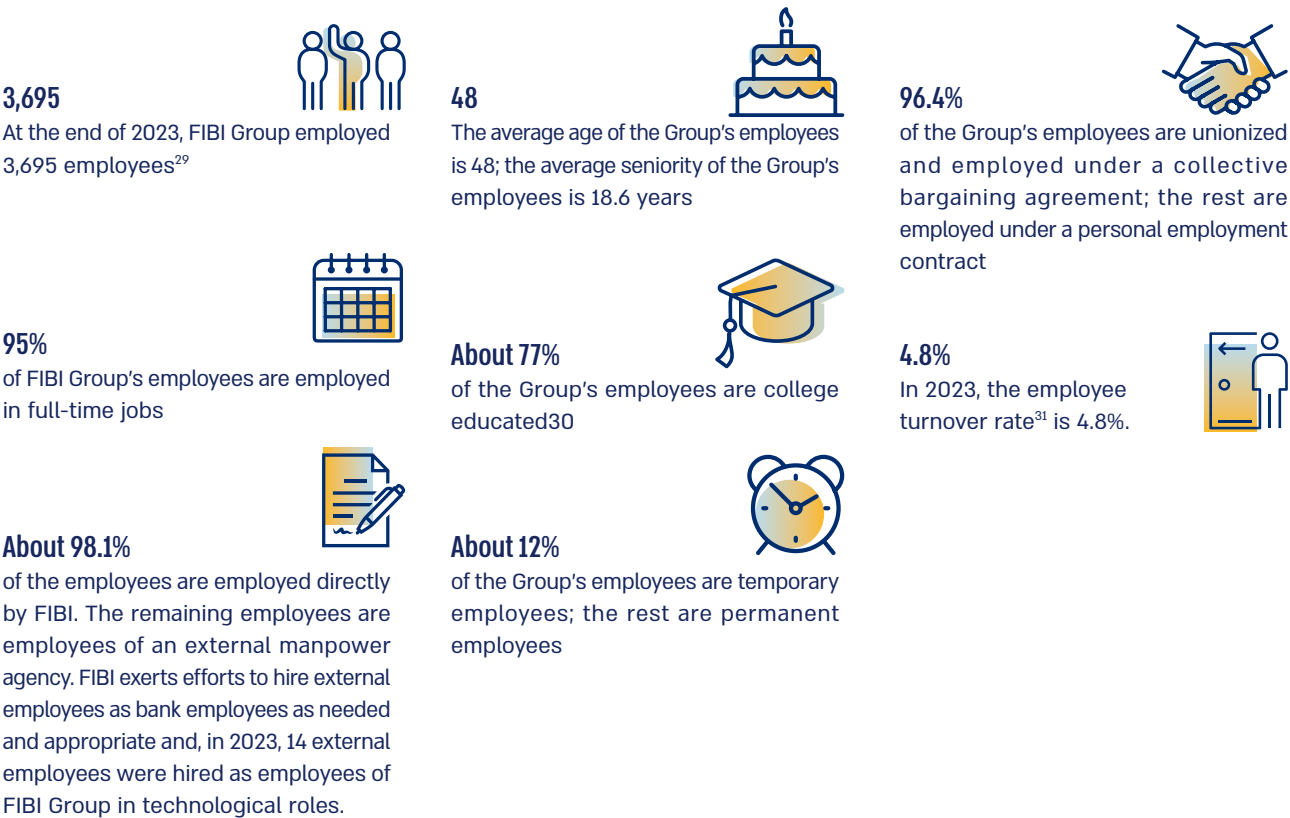 3,695
At the end of 2023, FIBI Group employed
3,695 employees29
48
The average age of the Group's employees
is 48; the average seniority of the Group's
employees is 18.6 years
96.4%
of the Group's employees are unionized
and employed under a collective
bargaining agreement; the rest are
employed under a personal employment
contract
95%
of FIBI Group's employees are employed
in full-time jobs
About 77%
of the Group's employees are college
educated30
4.8%
In 2023, the employee
turnover rate31 is 4.8%.
About 98.1%
of the employees are employed directly
by FIBI. The remaining employees are
employees of an external manpower
agency. FIBI exerts efforts to hire external
employees as bank employees as needed
and appropriate and, in 2023, 14 external
employees were hired as employees of
FIBI Group in technological roles.
About 12%
of the Group's employees are temporary
employees; the rest are permanent
employees